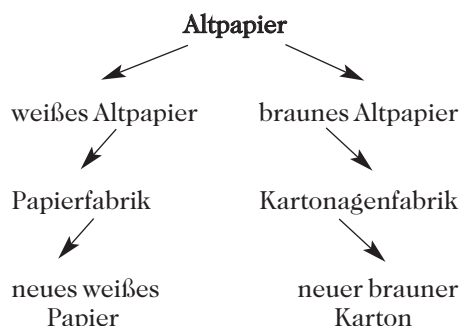 Altpapier
weißes Altpapier
braunes Altpapier
Papierfabrik
Kartonagenfabrik
neues weißes
Papier
neuer brauner
Karton